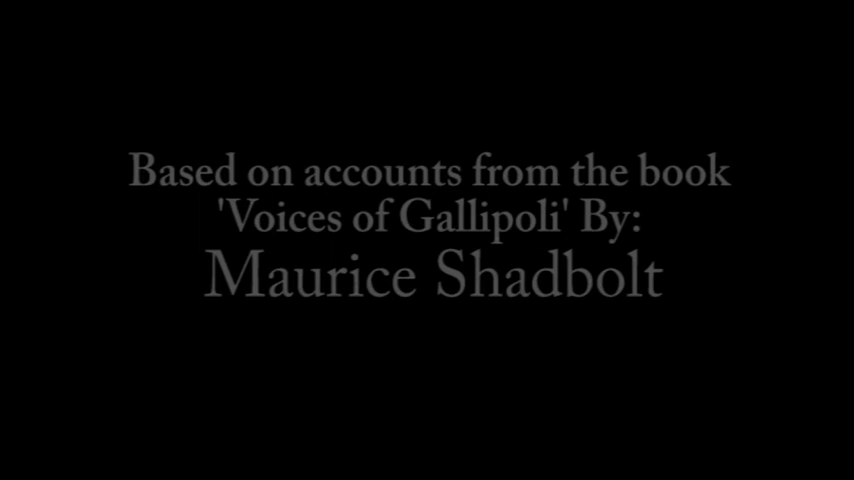 Based on accounts from the book
'Voices of Gallipoli' By:
Maurice Shadbolt